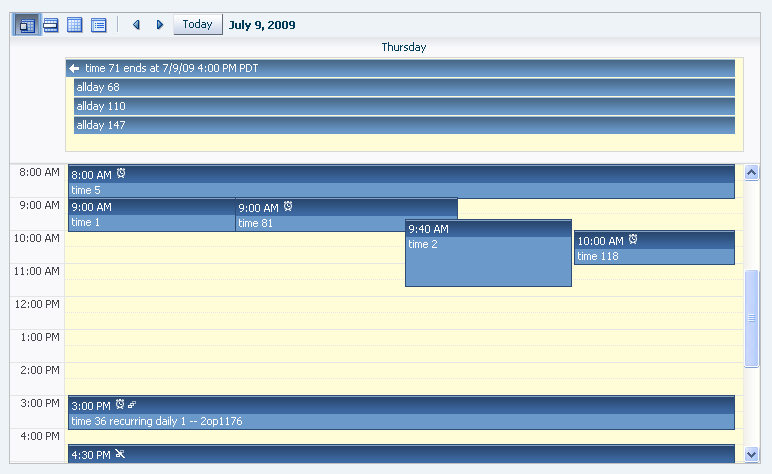 Today July 9, 2009
Thursday
time 71 ends at 7/9/09 4:00 PM PDT
allday 68
allday 110
allday 147
8:00 AM
8:00 AM
time 5
9:00 AM
9:00 AM
time 1
9:00 AM
time 81
9:40 AM
time 2
10:00 AM
10:00 AM
time 118
11:00 AM
12:00 PM
1:00 PM
2:00 PM
3:00 PM
3:00 PM
time 36 recurring daily 1 -- 2op1176
4:00 PM
4:30 PM